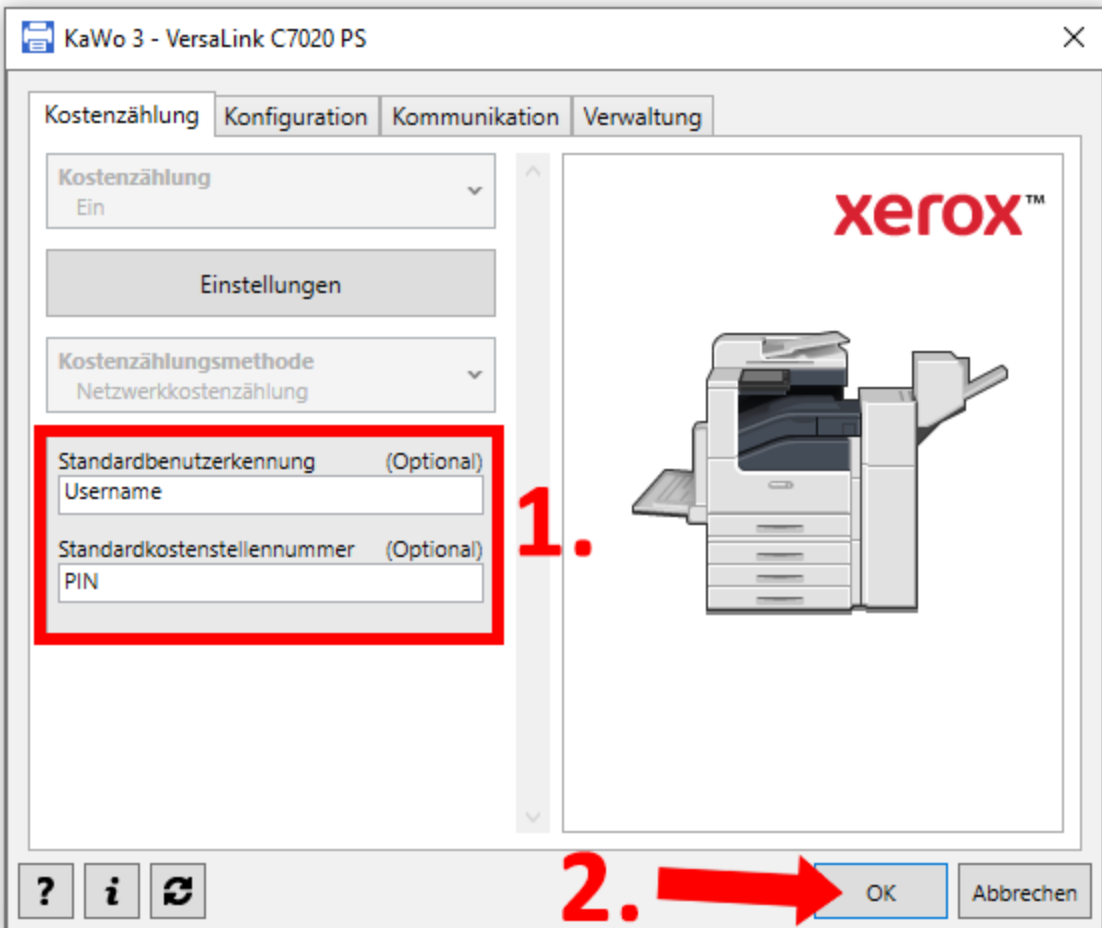 KaWo 3 - VersaLink C7020 PS
Kostenzählung
Konfiguration
Kommunikation
Verwaltung
Kostenzählung
Ein
Einstellungen
Kostenzählungsmethode
Netzwerkkostenzählung
Standardbenutzerkennung (Optional)
Username
Standardkostenstellennummer (Optional)
PIN
1.
xerox™
? i
2.
OK
Abbrechen